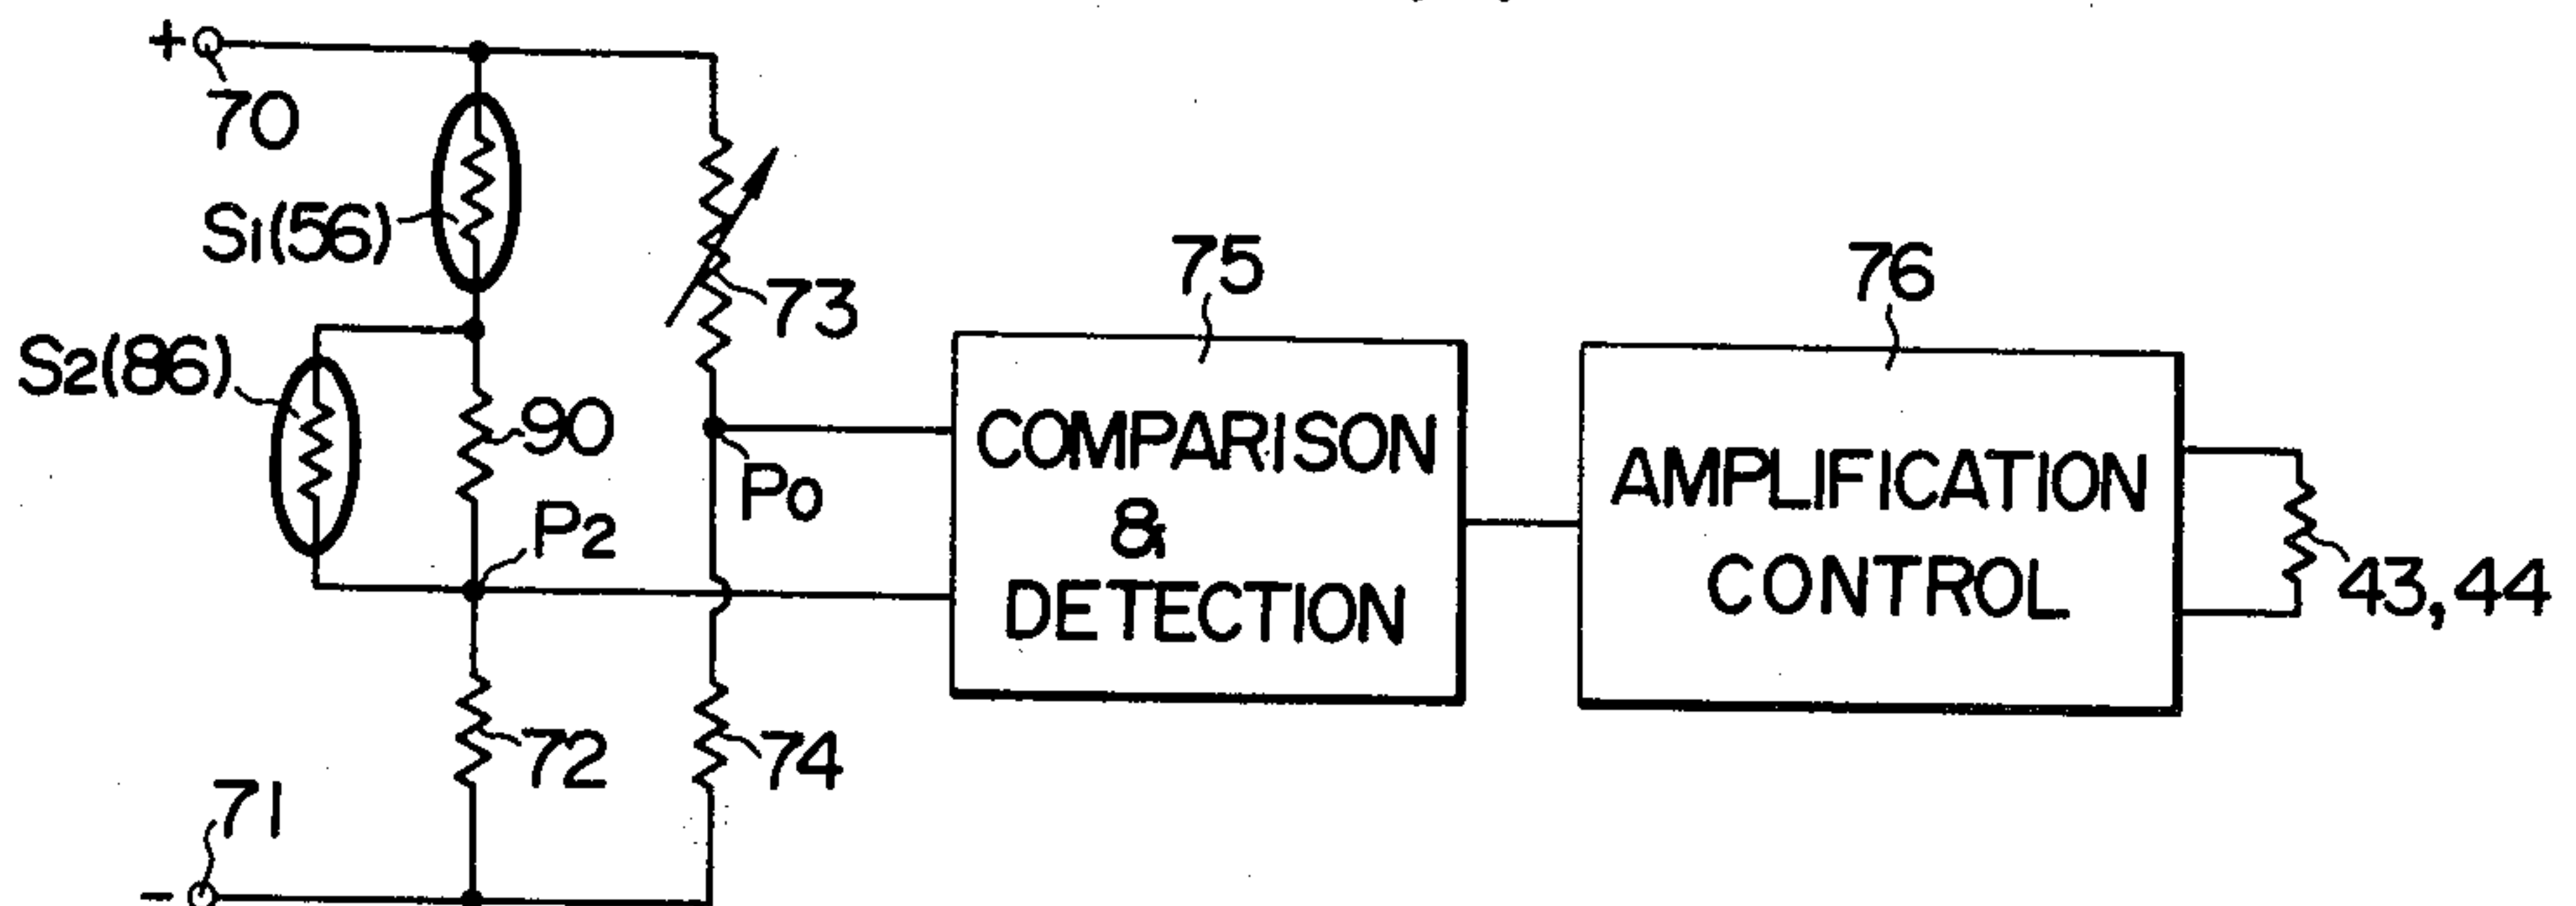 +
70
S1(56)
73
75
76
S2(86)
90
P0
P2
COMPARISON
&
DETECTION
AMPLIFICATION
CONTROL
43,44
72
74
71
-